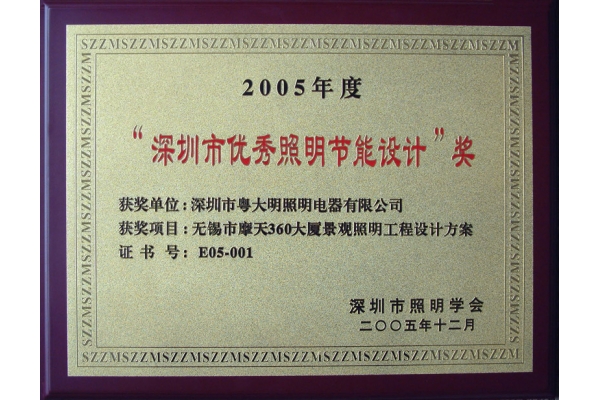 2005年度
“深圳市优秀照明节能设计”奖
获奖单位：深圳市粤大明照明电器有限公司
获奖项目：无锡市摩天360大厦景观照明工程设计方案
证书号：E05-001
深圳市照明学会
二〇〇五年十二月